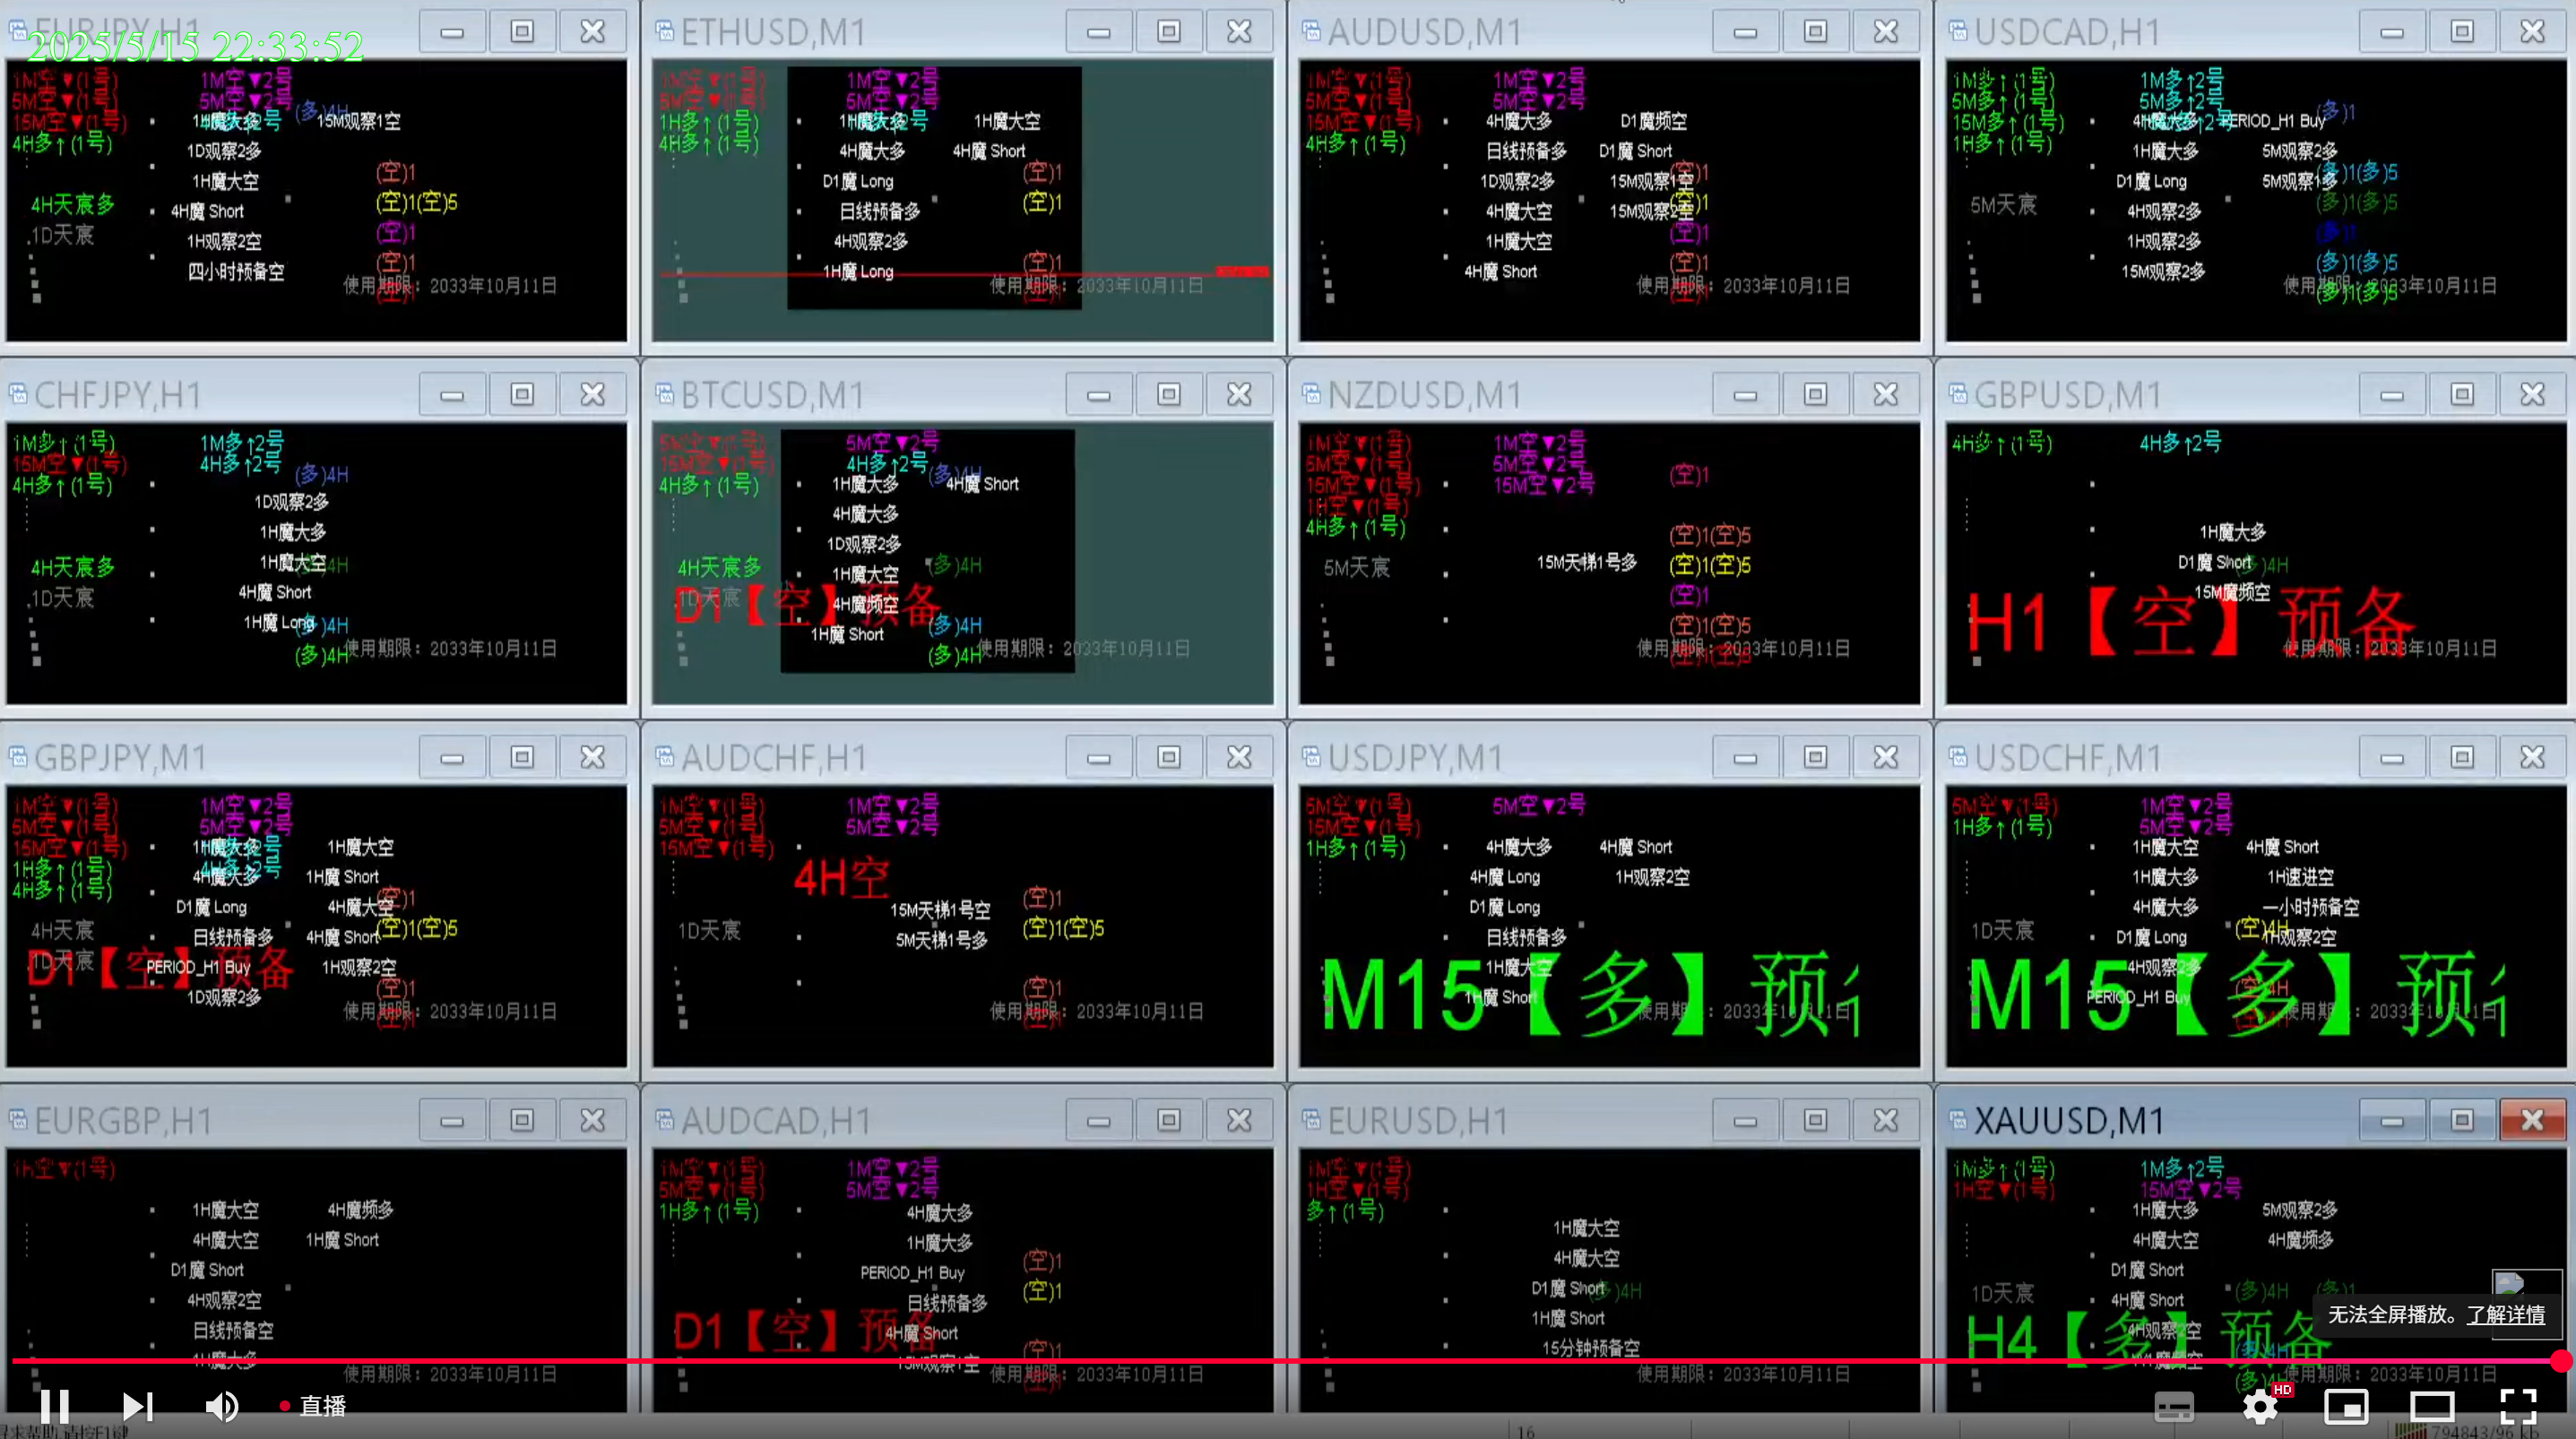 EURJPY,H1
2025/5/15 22:33:52
1M空▼(1号)
5M空▼(1号)
15M空▼(1号)
4H多↑(1号)
1M空▼2号
5M空▼2号
(多)4H
1H魔大多
15M观察1空
1D观察2多
1H魔大空
4H魔 Short
1H观察2空
四小时预备空
4H天宸多
1D天宸
(空)1
(空)1(空)5
(空)1
(空)1
使用期限：2033年10月11日
ETHUSD,M1
1M空▼(1号)
5M空▼(1号)
1H多↑(1号)
4H多↑(1号)
1M空▼2号
5M空▼2号
1H魔大多
1H魔大空
4H魔大多
4H魔 Short
D1魔 Long
日线预备多
4H观察2多
1H魔 Long
(空)1
(空)1
(空)1
使用期限：2033年10月11日
AUDUSD,M1
1M空▼(1号)
5M空▼(1号)
15M空▼(1号)
4H多↑(1号)
1M空▼2号
5M空▼2号
4H魔大多
D1魔频空
日线预备多
D1魔 Short
1D观察2多
15M观察1空
4H魔大空
15M观察2空
1H魔大空
4H魔 Short
(空)1
(空)1
(空)1
(空)1
使用期限：2033年10月11日
USDCAD,H1
1M多↑(1号)
5M多↑(1号)
15M多↑(1号)
1H多↑(1号)
1M多↑2号
5M多↑2号
4H魔大多
PERIOD_H1 Buy
(多)1
1H魔大多
5M观察2多
D1魔 Long
5M观察1多
4H观察2多
1H观察2多
15M观察2多
5M天宸
(多)1(多)5
(多)1(多)5
(多)1
(多)1(多)5
(多)1(多)5
使用期限：2033年10月11日
CHFJPY,H1
1M多↑(1号)
15M空▼(1号)
4H多↑(1号)
1M多↑2号
4H多↑2号
(多)4H
1D观察2多
1H魔大多
1H魔大空
4H魔 Short
1H魔 Long
4H天宸多
1D天宸
(多)4H
(多)4H
使用期限：2033年10月11日
BTCUSD,M1
5M空▼(1号)
15M空▼(1号)
4H多↑(1号)
5M空▼2号
4H多↑2号
(多)4H
1H魔大多
4H魔 Short
4H魔大多
1D观察2多
1H魔大空
4H魔频空
1H魔 Short
4H天宸多
1D天宸
D1【空】预备
(多)4H
(多)4H
(多)4H
使用期限：2033年10月11日
NZDUSD,M1
1M空▼(1号)
5M空▼(1号)
15M空▼(1号)
1H空▼(1号)
4H多↑(1号)
1M空▼2号
5M空▼2号
15M空▼2号
(空)1
5M天宸
15M天梯1号多
(空)1(空)5
(空)1(空)5
(空)1
(空)1(空)5
(空)1(空)5
使用期限：2033年10月11日
GBPUSD,M1
4H多↑(1号)
4H多↑2号
1H魔大多
D1魔 Short
15M魔频空
(多)4H
H1【空】预备
使用期限：2033年10月11日
GBPJPY,M1
1M空▼(1号)
5M空▼(1号)
15M空▼(1号)
1H多↑(1号)
4H多↑(1号)
1M空▼2号
5M空▼2号
1H魔大多
1H魔大空
4H魔大多
1H魔 Short
D1魔 Long
4H魔大空
日线预备多
4H魔 Short
PERIOD_H1 Buy
1H观察2空
1D观察2多
4H天宸
1D天宸
D1【空】预备
(空)1
(空)1(空)5
(空)1
使用期限：2033年10月11日
AUDCHF,H1
1M空▼(1号)
5M空▼(1号)
15M空▼(1号)
1M空▼2号
5M空▼2号
4H空
15M天梯1号空
5M天梯1号多
1D天宸
(空)1
(空)1(空)5
(空)1
使用期限：2033年10月11日
USDJPY,M1
5M空▼(1号)
15M空▼(1号)
1H多↑(1号)
5M空▼2号
4H魔大多
4H魔 Short
4H魔 Long
1H观察2空
D1魔 Long
日线预备多
1H魔大空
1H魔 Short
M15【多】预
使用期限：2033年10月11日
USDCHF,M1
5M空▼(1号)
1H多↑(1号)
1M空▼2号
5M空▼2号
1H魔大空
4H魔 Short
1H魔大多
1H速进空
4H魔大多
一小时预备空
D1魔 Long
1H观察2空
4H观察2多
PERIOD_H1 Buy
1D天宸
(空)4H
(空)4H
M15【多】预
使用期限：2033年10月11日
EURGBP,H1
1H空▼(1号)
1H魔大空
4H魔频多
4H魔大空
1H魔 Short
D1魔 Short
4H观察2空
日线预备空
1H魔大多
使用期限：2033年10月11日
AUDCAD,H1
1M空▼(1号)
5M空▼(1号)
1H多↑(1号)
1M空▼2号
5M空▼2号
4H魔大多
1H魔大多
PERIOD_H1 Buy
日线预备多
4H魔 Short
15M观察1空
(空)1
(空)1
(空)1
D1【空】预备
使用期限：2033年10月11日
EURUSD,H1
1M空▼(1号)
1H空▼(1号)
多↑(1号)
1H魔大空
4H魔大空
D1魔 Short
1H魔 Short
15分钟预备空
(多)4H
使用期限：2033年10月11日
XAUUSD,M1
1M多↑(1号)
1H空▼(1号)
1M多↑2号
15M空▼2号
1H魔大多
5M观察2多
4H魔大空
4H魔频多
D1魔 Short
4H魔 Short
4H观察2空
1D天宸
(多)4H
(多)1
H4【多】预备
使用期限：2033年10月11日
无法全屏播放。了解详情
直播
HD
16
794843/96 kb